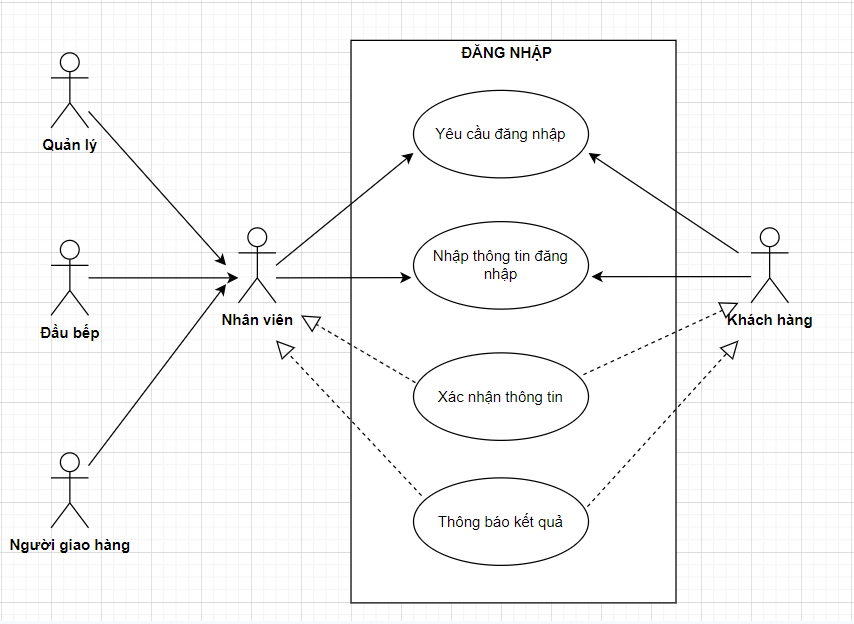 ĐĂNG NHẬP
Quản lý
Yêu cầu đăng nhập
Nhập thông tin đăng
nhập
Đầu bếp
Nhân viên
Khách hàng
Xác nhận thông tin
Thông báo kết quả
Người giao hàng